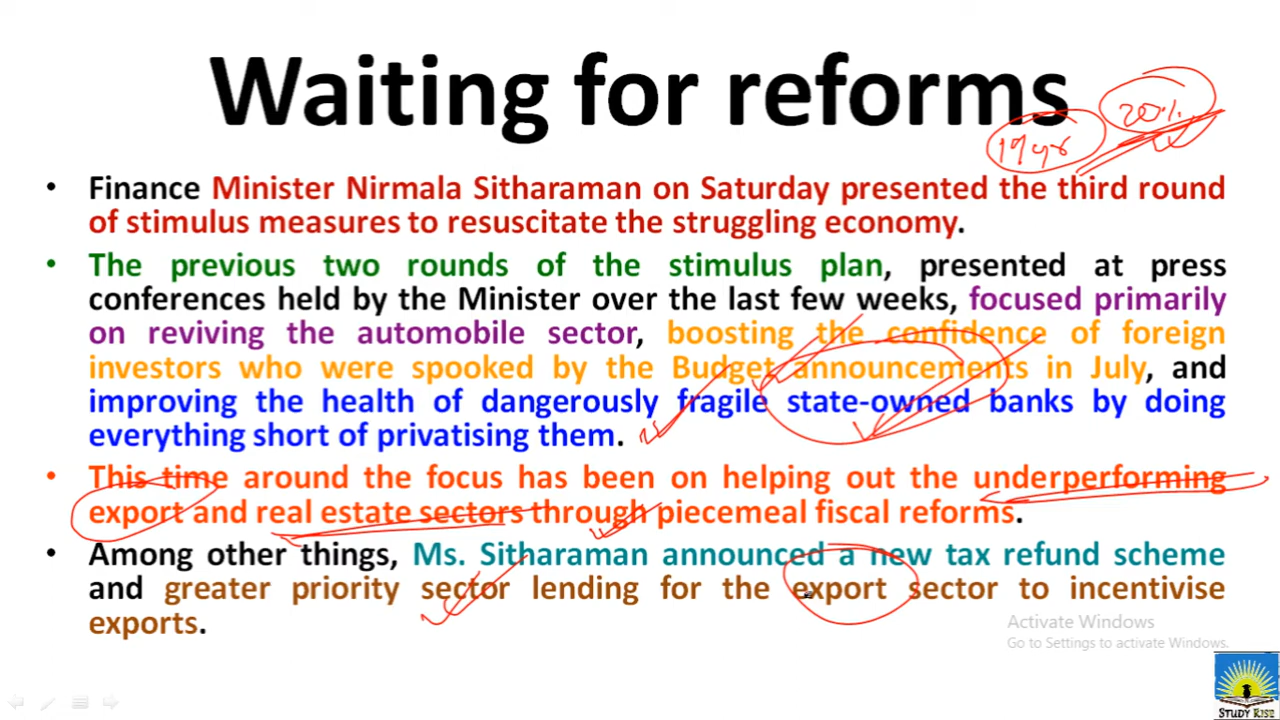 Waiting for reforms
20%
19 yrs
• Finance Minister Nirmala Sitharaman on Saturday presented the third round
of stimulus measures to resuscitate the struggling economy.
• The previous two rounds of the stimulus plan, presented at press
conferences held by the Minister over the last few weeks, focused primarily
on reviving the automobile sector, boosting the confidence of foreign
investors who were spooked by the Budget announcements in July, and
improving the health of dangerously fragile state-owned banks by doing
everything short of privatising them.
• This time around the focus has been on helping out the underperforming
export and real estate sectors through piecemeal fiscal reforms.
• Among other things, Ms. Sitharaman announced a new tax refund scheme
and greater priority sector lending for the export sector to incentivise
exports.
Activate Windows
Go to Settings to activate Windows.
STUDY RISE